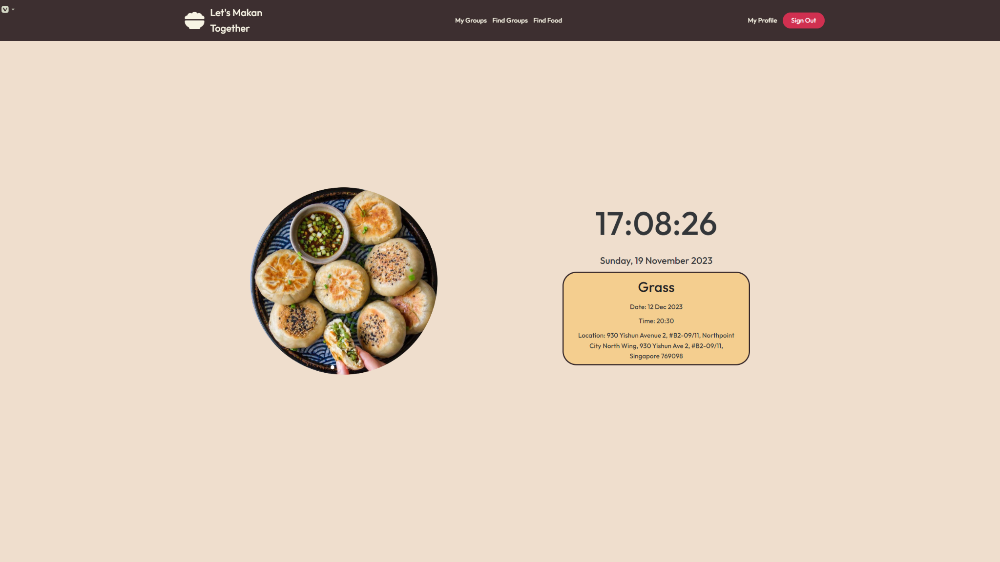 Let's Makan
Together
My Groups Find Groups Find Food
My Profile Sign Out
17:08:26
Sunday, 19 November 2023
Grass
Date: 12 Dec 2023
Time: 20:30
Location: 930 Yishun Avenue 2, #B2-09/11, Northpoint
City North Wing, 930 Yishun Ave 2, #B2-09/11,
Singapore 769098